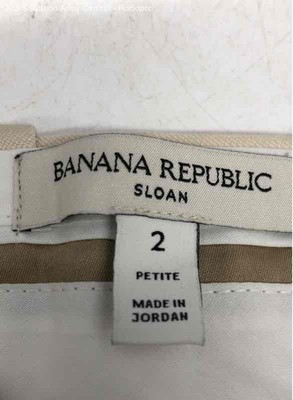 BANANA REPUBLIC
SLOAN
2
PETITE
MADE IN
JORDAN